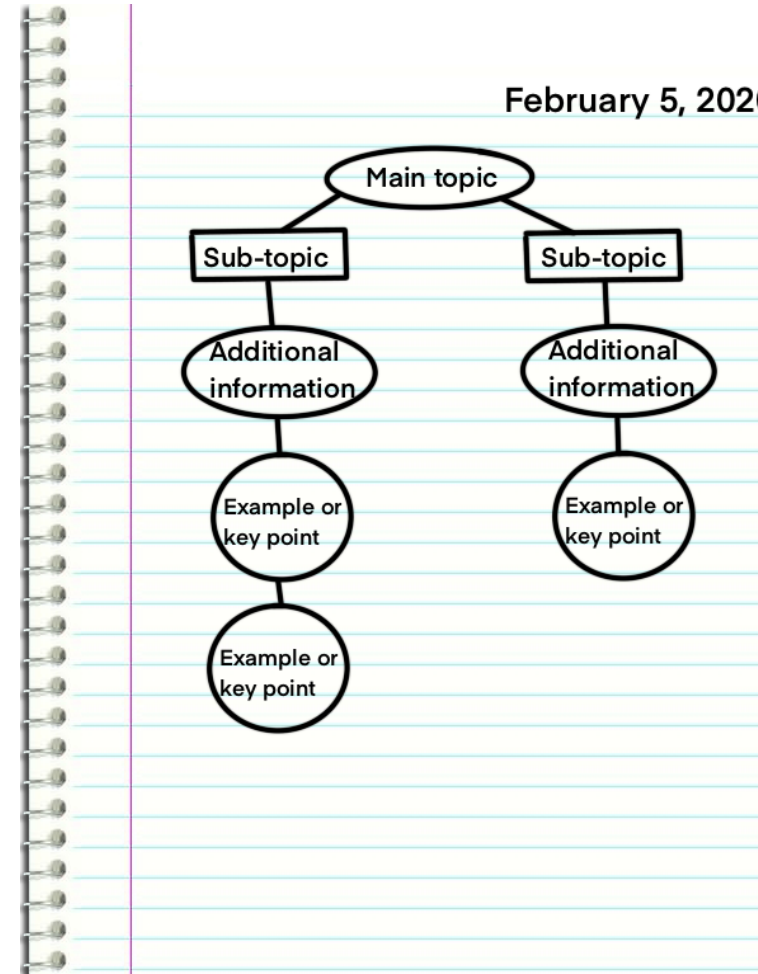 February 5,
Main topic
Sub-topic
Sub-topic
Additional
information
Additional
information
Example or
key point
Example or
key point
Example or
key point